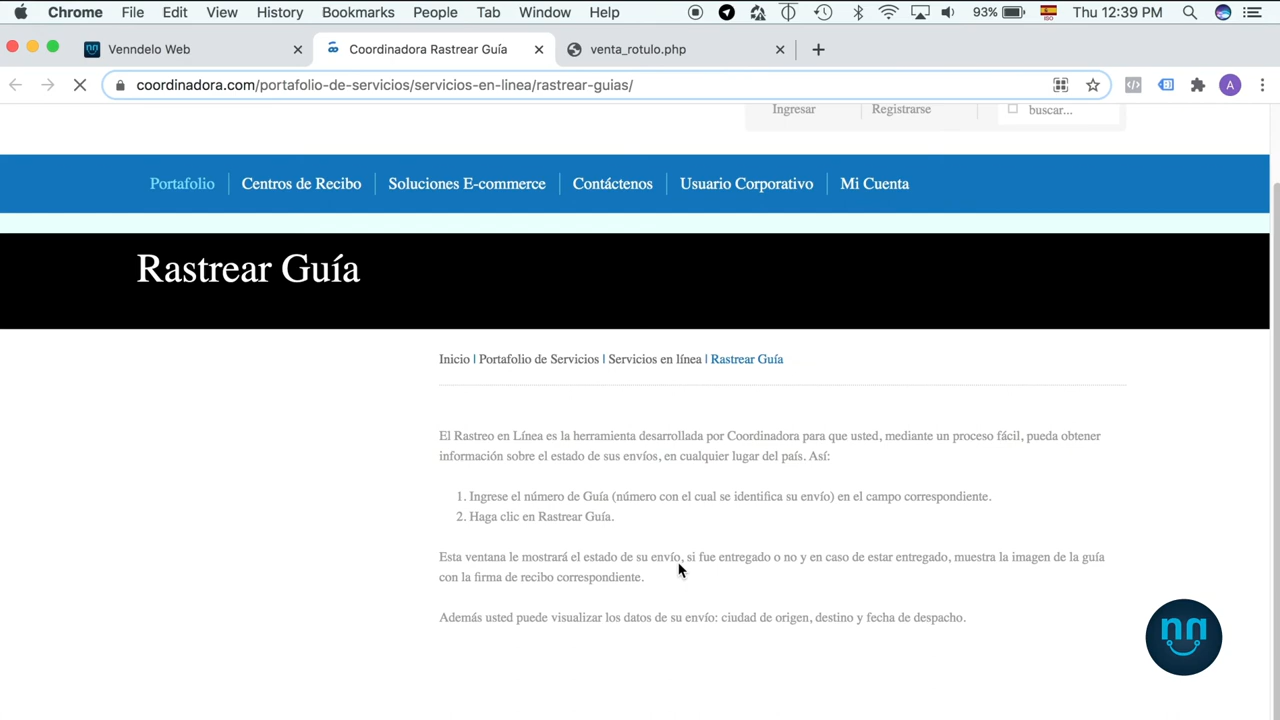 Chrome File Edit View History Bookmarks People Tab Window Help 93% Thu 12:39 PM
Venndelo Web Coordinadora Rastrear Guía venta_rotulo.php
coordinadora.com/portafolio-de-servicios/servicios-en-linea/rastrear-guias/ A
Ingresar Registrarse buscar...
Portafolio Centros de Recibo Soluciones E-commerce Contáctenos Usuario Corporativo Mi Cuenta
Rastrear Guía
Inicio | Portafolio de Servicios | Servicios en línea | Rastrear Guía
El Rastreo en Línea es la herramienta desarrollada por Coordinadora para que usted, mediante un proceso fácil, pueda obtener
información sobre el estado de sus envíos, en cualquier lugar del país. Así:
1. Ingrese el número de Guía (número con el cual se identifica su envío) en el campo correspondiente.
2. Haga clic en Rastrear Guía.
Esta ventana le mostrará el estado de su envío, si fue entregado o no y en caso de estar entregado, muestra la imagen de la guía
con la firma de recibo correspondiente.
Además usted puede visualizar los datos de su envío: ciudad de origen, destino y fecha de despacho.